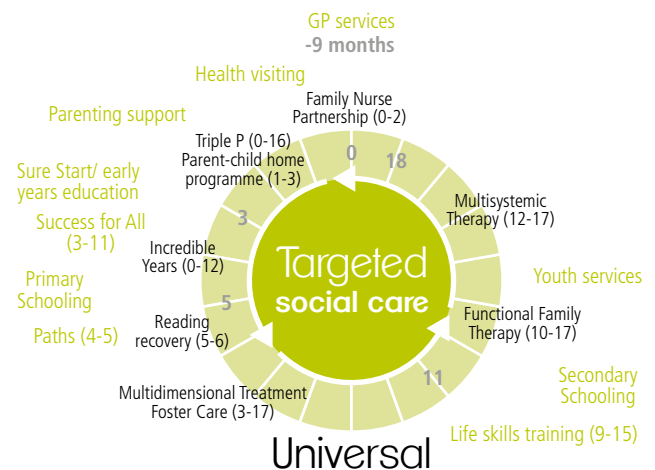 GP services
-9 months
Health visiting
Family Nurse
Partnership (0-2)
Parenting support
Triple P (0-16)
Parent-child home
programme (1-3)
0
18
Sure Start/ early
years education
Multisystemic
Therapy (12-17)
3
Success for All
(3-11)
Incredible
Years (0-12)
Targeted
social care
Youth services
Primary
Schooling
5
Paths (4-5)
Reading
recovery (5-6)
Functional Family
Therapy (10-17)
11
Secondary
Schooling
Multidimensional Treatment
Foster Care (3-17)
Life skills training (9-15)
Universal